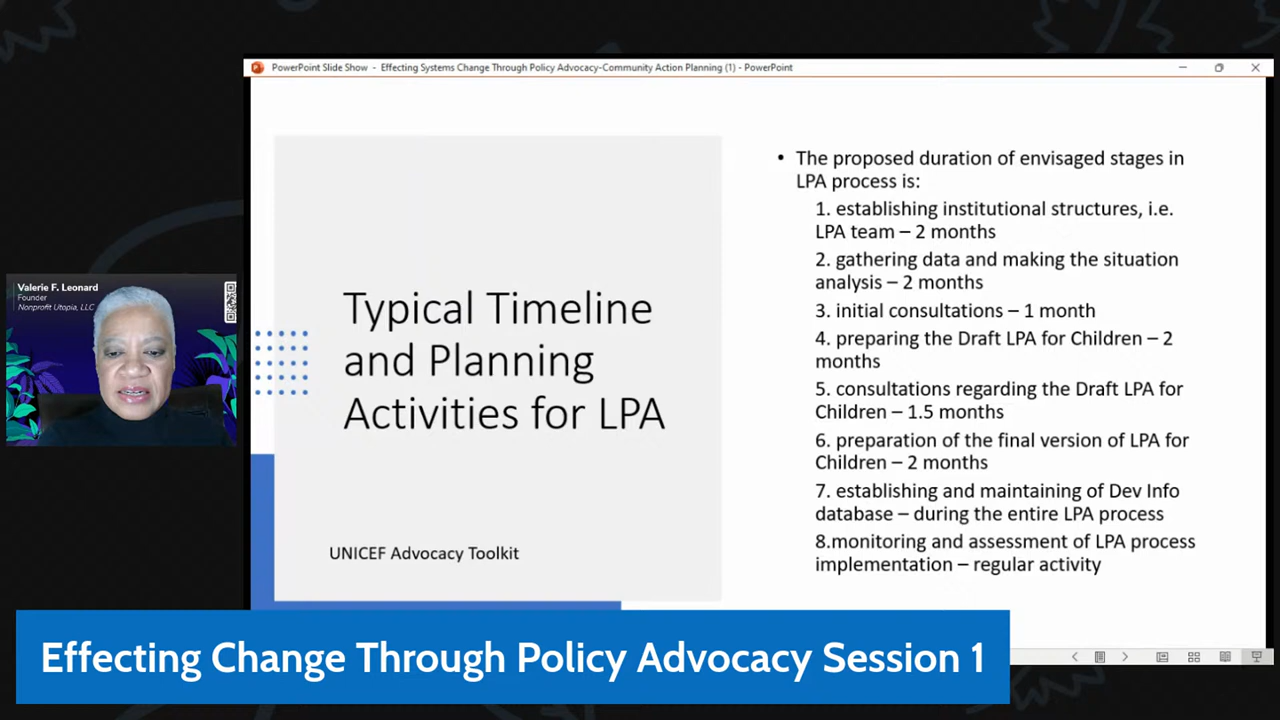 PowerPoint Slide Show - Effecting Systems Change Through Policy Advocacy-Community Action Planning (1) - PowerPoint
Valerie F. Leonard
Founder
Nonprofit Utopia, LLC
Typical Timeline
and Planning
Activities for LPA
UNICEF Advocacy Toolkit
• The proposed duration of envisaged stages in
LPA process is:
1. establishing institutional structures, i.e.
LPA team – 2 months
2. gathering data and making the situation
analysis – 2 months
3. initial consultations – 1 month
4. preparing the Draft LPA for Children – 2
months
5. consultations regarding the Draft LPA for
Children – 1.5 months
6. preparation of the final version of LPA for
Children – 2 months
7. establishing and maintaining of Dev Info
database – during the entire LPA process
8.monitoring and assessment of LPA process
implementation – regular activity
Effecting Change Through Policy Advocacy Session 1